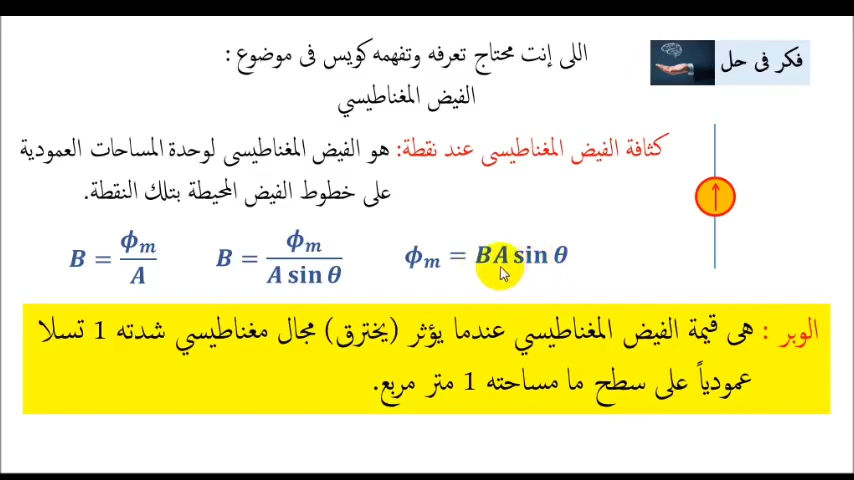 فكر فى حل
اللى إنت محتاج تعرفه وتفهمه كويس فى موضوع :
الفيض المغناطيسي
كثافة الفيض المغناطيسى عند نقطة: هو الفيض المغناطيسى لوحدة المساحات العمودية
على خطوط الفيض المحيطة بتلك النقطة.
B = ϕm / A    B = ϕm / A sin θ    ϕm = BA sin θ
الوبر : هى قيمة الفيض المغناطيسي عندما يؤثر (يخترق) مجال مغناطيسي شدته 1 تسلا
عمودياً على سطح ما مساحته 1 متر مربع.